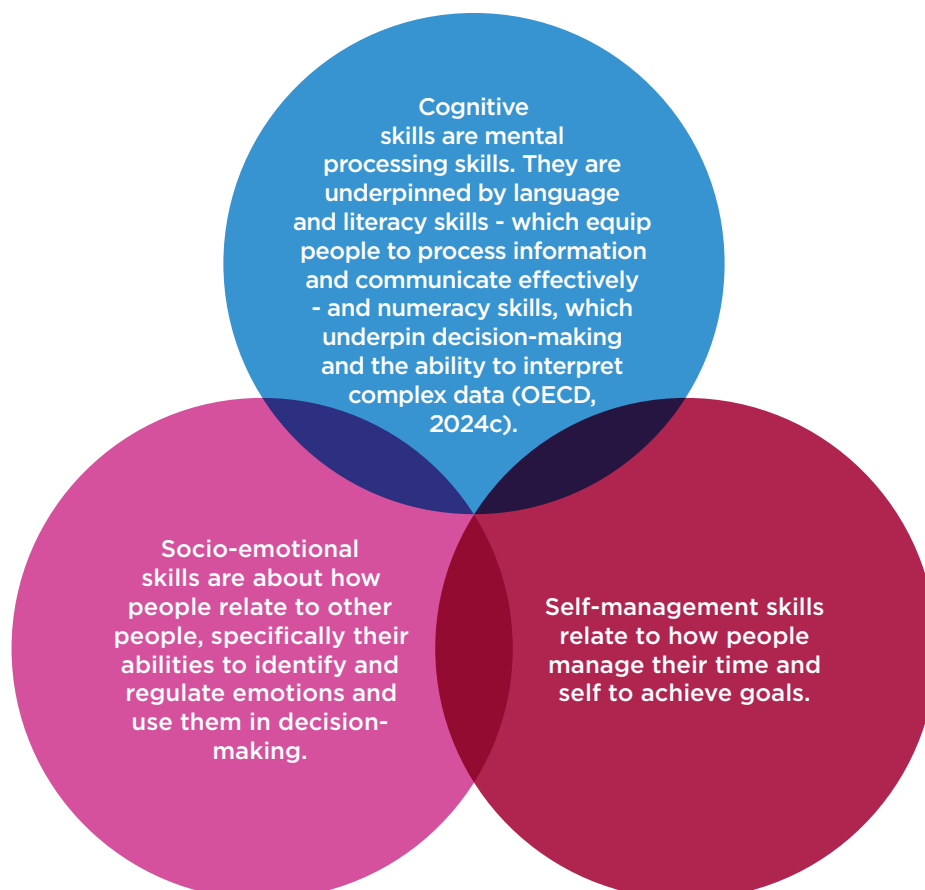 Cognitive
skills are mental
processing skills. They are
underpinned by language
and literacy skills - which equip
people to process information
and communicate effectively
- and numeracy skills, which
underpin decision-making
and the ability to interpret
complex data (OECD,
2024c).
Socio-emotional
skills are about how
people relate to other
people, specifically their
abilities to identify and
regulate emotions and
use them in decision-
making.
Self-management skills
relate to how people
manage their time and
self to achieve goals.